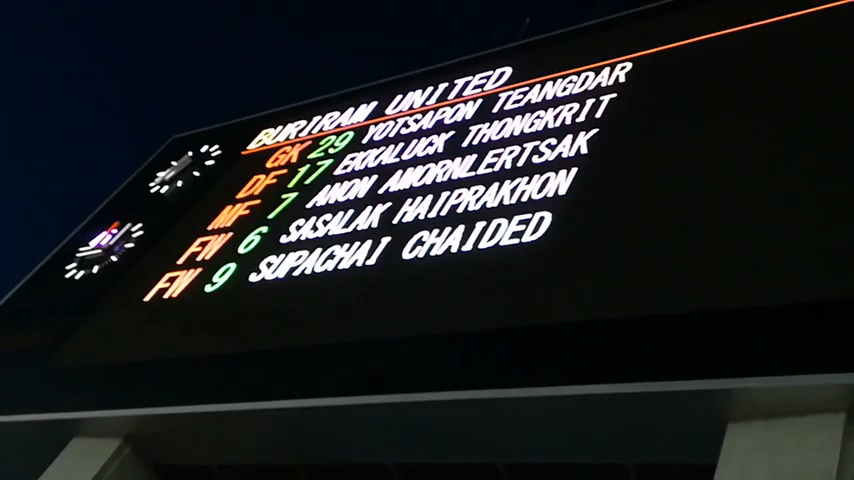 BURIRAM UNITED
GK 29 YOTSAPON TEANGDAR
DF 17 EKKALUCK THONGKRIT
MF 7 ANON AMORNLERTSAK
FW 6 SASALAK HAIPRAKHON
FW 9 SUPACHAI CHAIDED